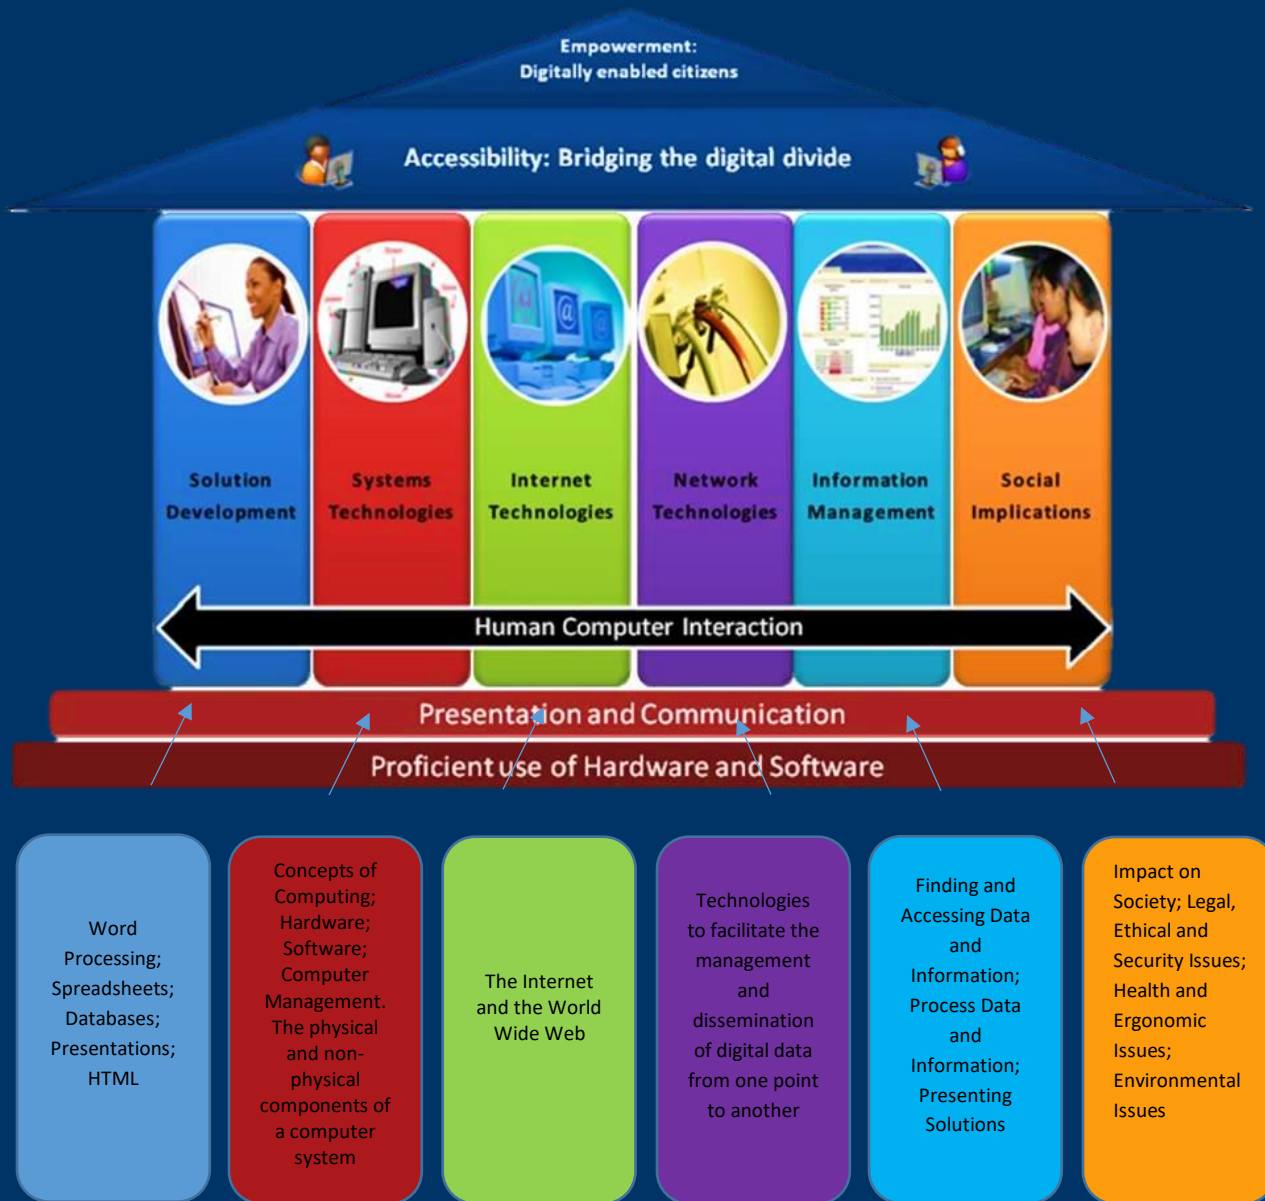 Empowerment:
Digitally enabled citizens
Accessibility: Bridging the digital divide
Solution
Development
Systems
Technologies
Internet
Technologies
Network
Technologies
Information
Management
Social
Implications
Human Computer Interaction
Presentation and Communication
Proficient use of Hardware and Software
Word
Processing;
Spreadsheets;
Databases;
Presentations;
HTML
Concepts of
Computing;
Hardware;
Software;
Computer
Management.
The physical
and non-
physical
components of
a computer
system
The Internet
and the World
Wide Web
Technologies
to facilitate the
management
and
dissemination
of digital data
from one point
to another
Finding and
Accessing Data
and
Information;
Process Data
and
Information;
Presenting
Solutions
Impact on
Society; Legal,
Ethical and
Security Issues;
Health and
Ergonomic
Issues;
Environmental
Issues